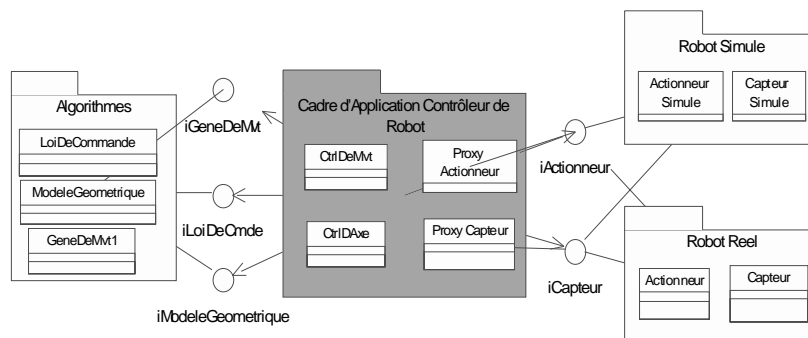 Algorithmes
LoiDeCommande
ModeleGeometrique
GeneDeMvt1
iGeneDeMvt
iLoiDeCmde
iModeleGeometrique
Cadre d'Application Contrôleur de
Robot
CtrlDeMvt
Proxy
Actionneur
CtrlDAxe
Proxy Capteur
iActionneur
iCapteur
Robot Simule
Actionneur
Simule
Capteur
Simule
Robot Reel
Actionneur
Capteur